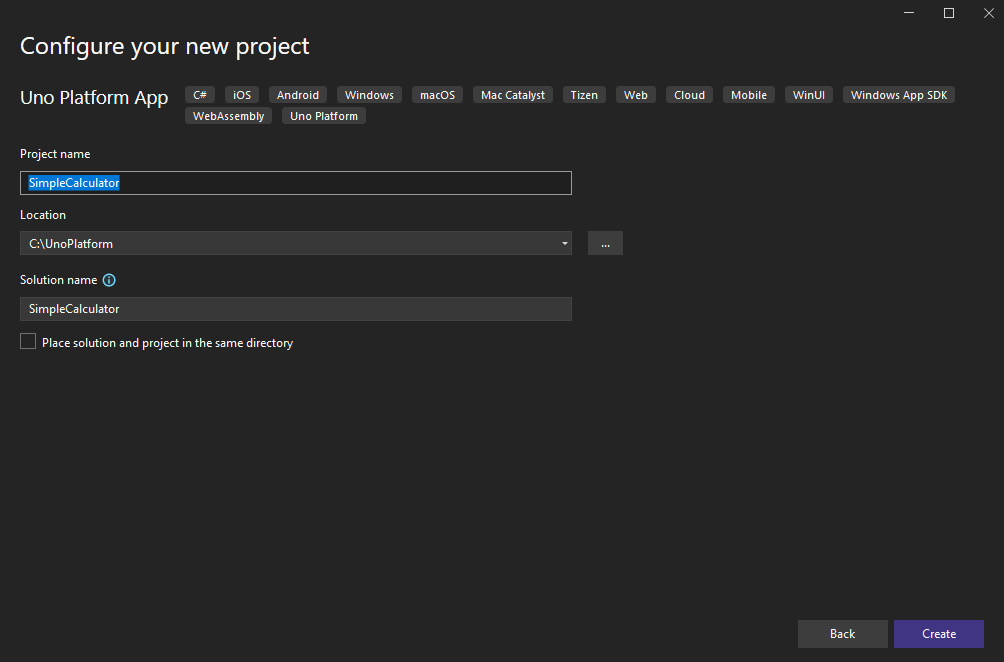 Configure your new project
Uno Platform App C# iOS Android Windows macOS Mac Catalyst Tizen Web Cloud Mobile WinUI Windows App SDK
WebAssembly Uno Platform
Project name
SimpleCalculator
Location
C:\UnoPlatform
...
Solution name
SimpleCalculator
Place solution and project in the same directory
Back Create